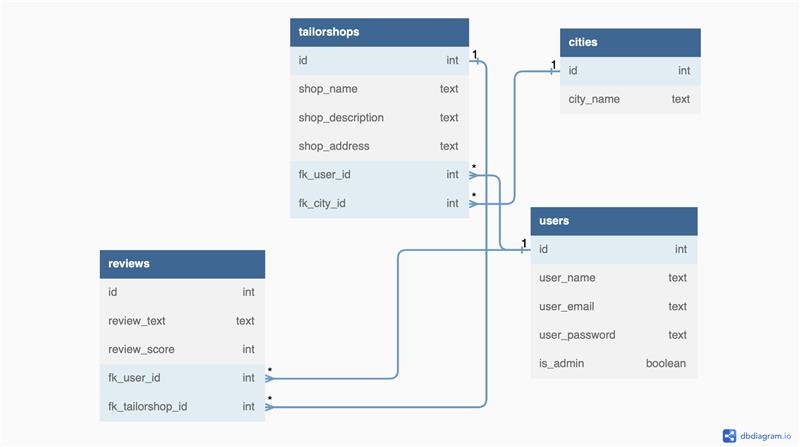 tailorshops
id int
shop_name text
shop_description text
shop_address text
fk_user_id int
fk_city_id int
1
*
*
cities
1
id int
city_name text
users
1
id int
user_name text
user_email text
user_password text
is_admin boolean
reviews
id int
review_text text
review_score int
fk_user_id int
fk_tailorshop_id int
*
*
dbdiagram.io